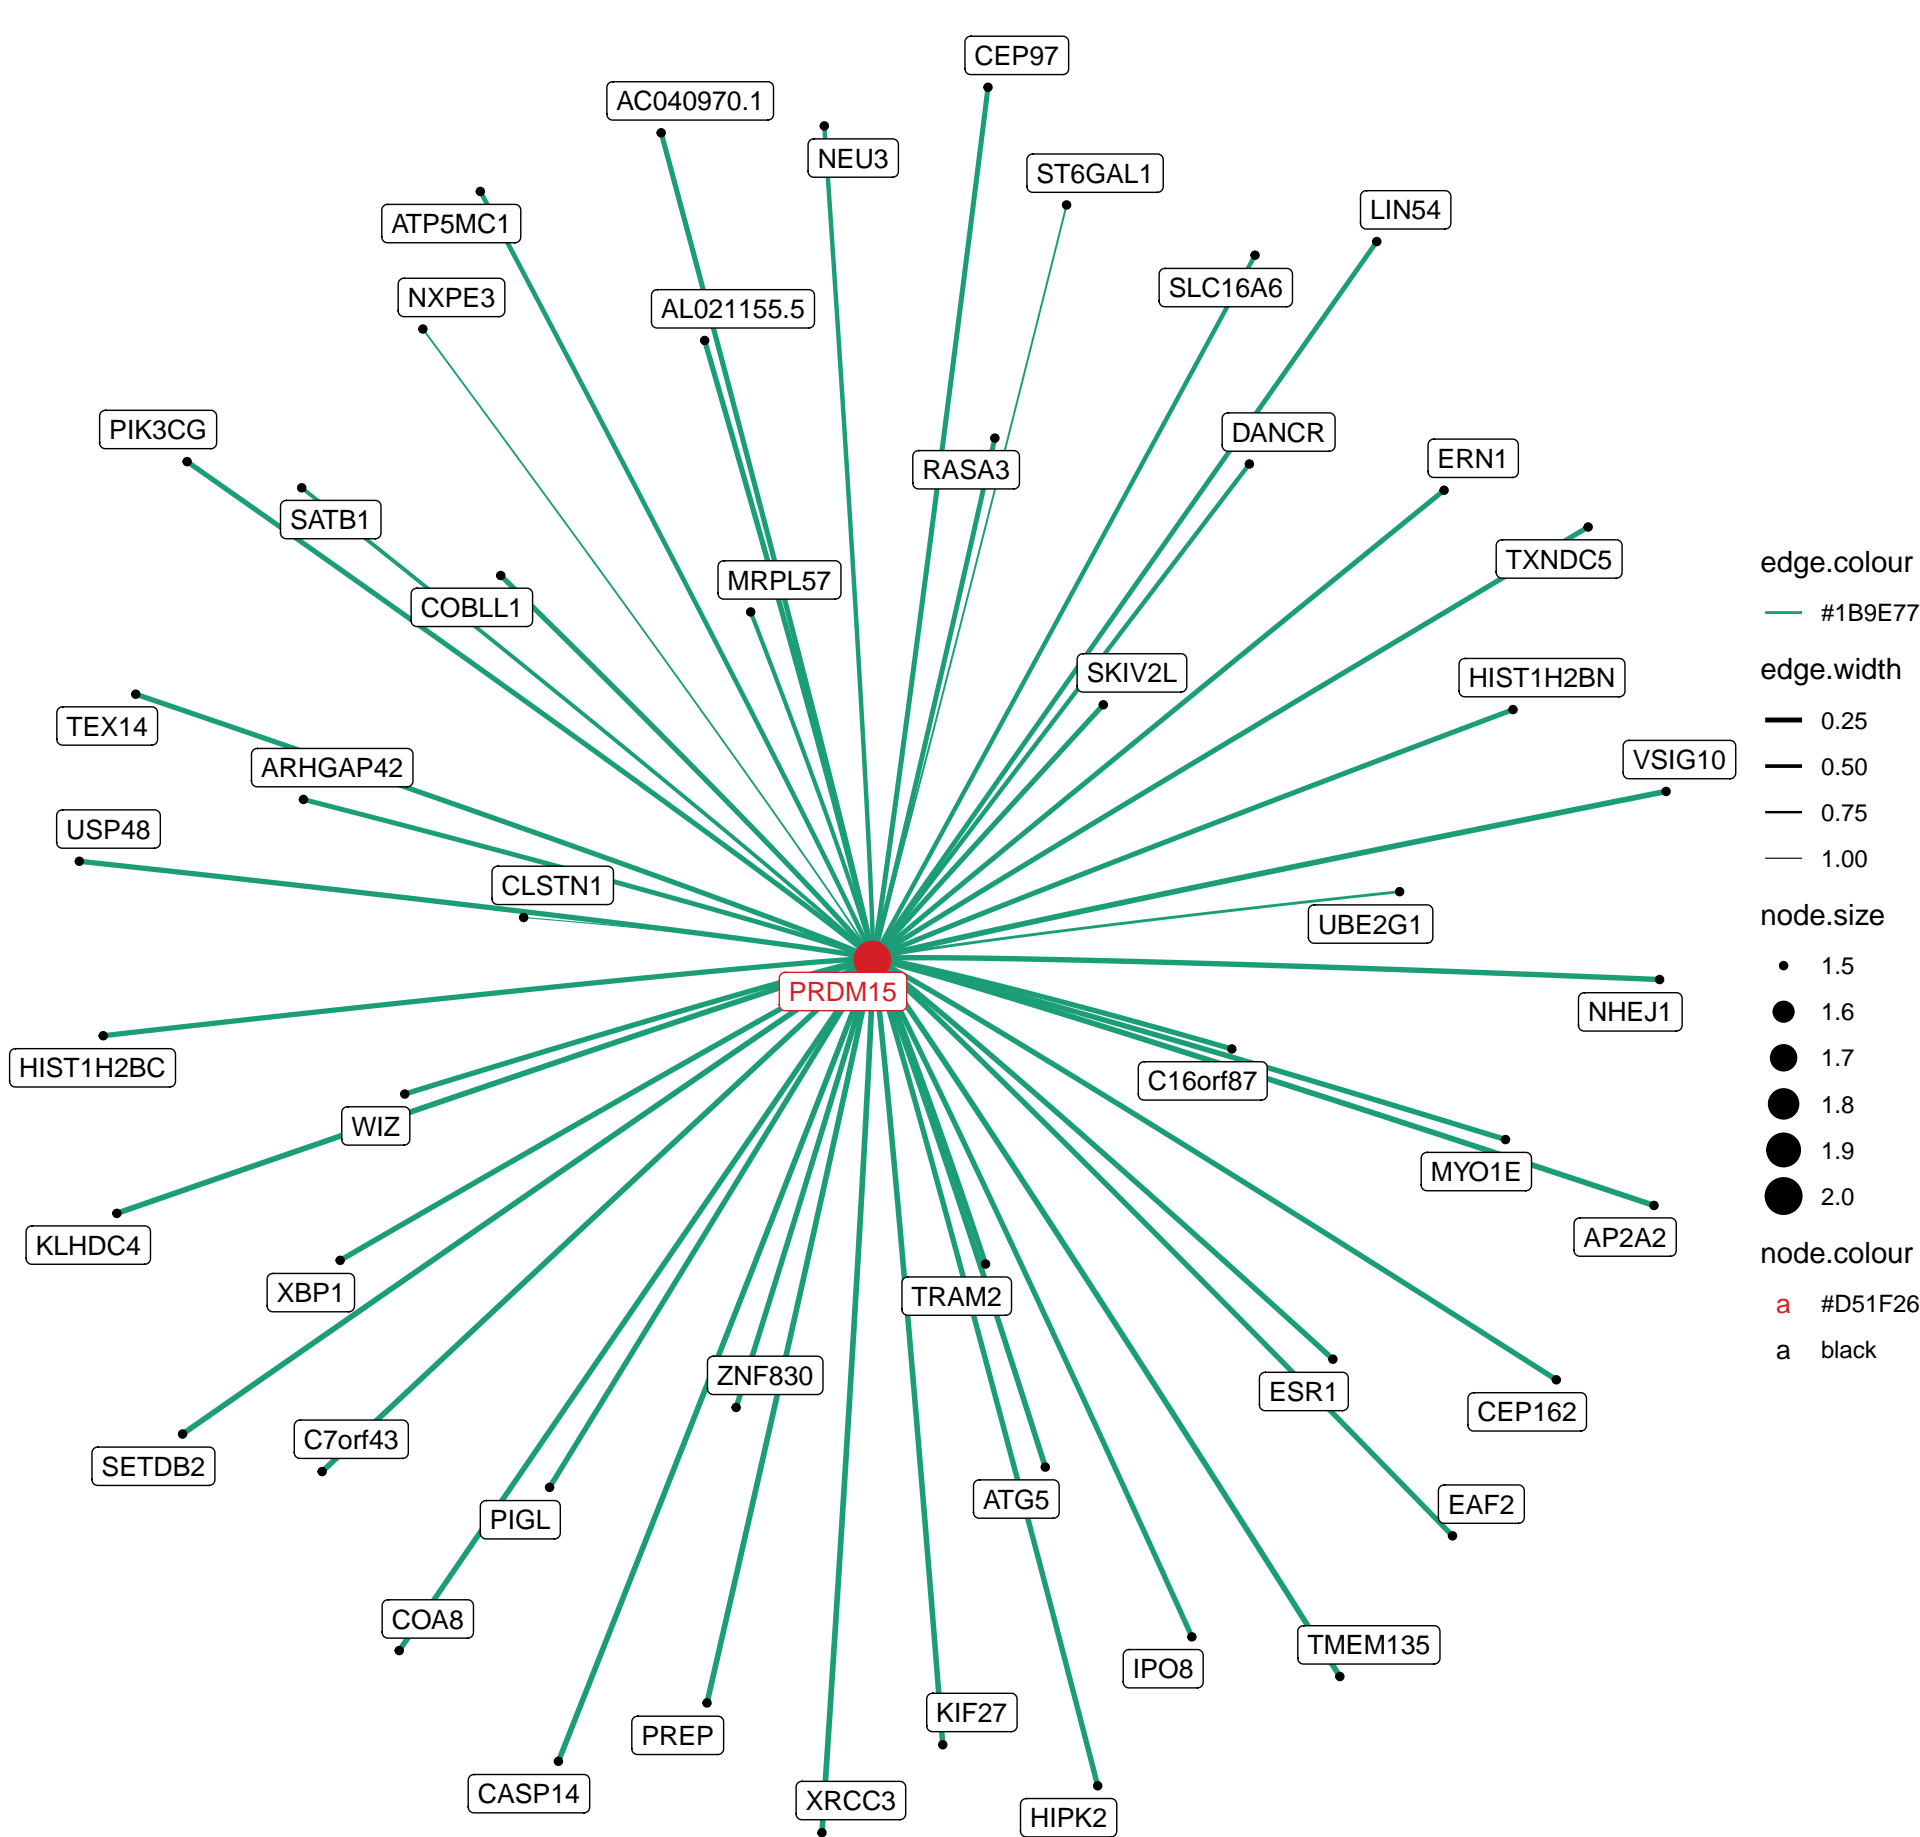 CEP97
AC040970.1
NEU3
ST6GAL1
ATP5MC1
LIN54
NXPE3
AL021155.5
SLC16A6
PIK3CG
DANCR
ERN1
RASA3
SATB1
TXNDC5
MRPL57
COBLL1
SKIV2L
HIST1H2BN
TEX14
ARHGAP42
VSIG10
USP48
CLSTN1
UBE2G1
PRDM15
NHEJ1
HIST1H2BC
C16orf87
WIZ
MYO1E
KLHDC4
AP2A2
XBP1
TRAM2
ZNF830
ESR1
CEP162
C7orf43
SETDB2
ATG5
EAF2
PIGL
COA8
TMEM135
IPO8
KIF27
PREP
CASP14
XRCC3
HIPK2
edge.colour
#1B9E77
edge.width
0.25
0.50
0.75
1.00
node.size
1.5
1.6
1.7
1.8
1.9
2.0
node.colour
a #D51F26
a black